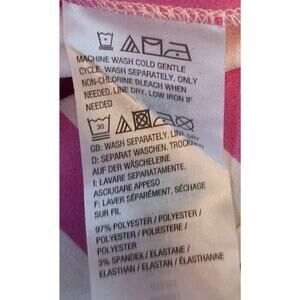 MACHINE WASH COLD GENTLE
CYCLE. WASH SEPARATELY. ONLY
NON-CHLORINE BLEACH WHEN
NEEDED. LINE DRY. LOW IRON IF
NEEDED
30
GB: WASH SEPARATELY, LINE DRY
D: SEPARAT WASCHEN. TROCKNEN
AUF DER WÄSCHELEINE
I: LAVARE SEPARATAMENTE.
ASCIUGARE APPESO
F: LAVER SÉPARÉMENT. SÉCHAGE
SUR FIL
97% POLYESTER / POLYESTER /
POLYESTER / POLIESTERE /
POLYESTER
3% SPANDEX / ELASTANE /
ELASTHAN / ELASTAN / ÉLASTHANNE